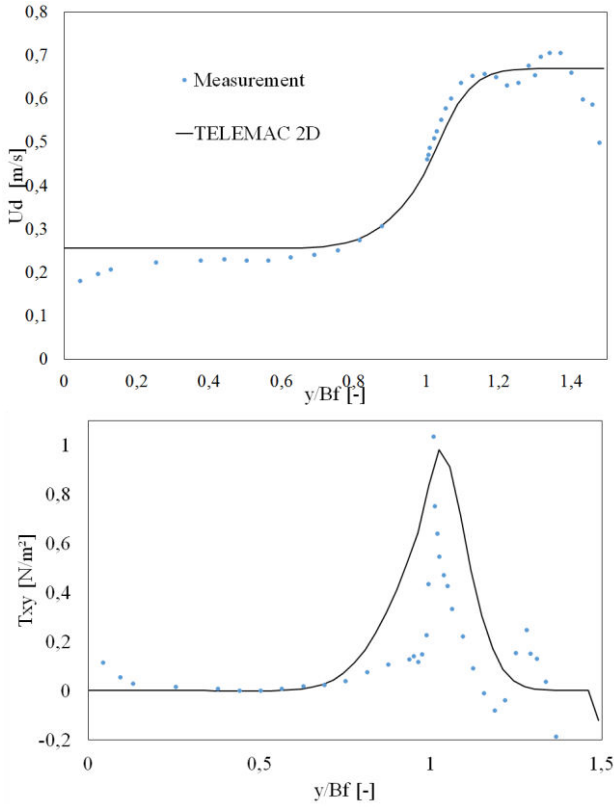 0,8
0,7
0,6
0,5
0,4
0,3
0,2
0,1
0
Ud [m/s]
Measurement
TELEMAC 2D
0 0,2 0,4 0,6 0,8 1 1,2 1,4
y/Bf [-]
1
0,8
0,6
0,4
0,2
0
-0,2
Txy [N/m²]
0 0,5 1 1,5
y/Bf [-]